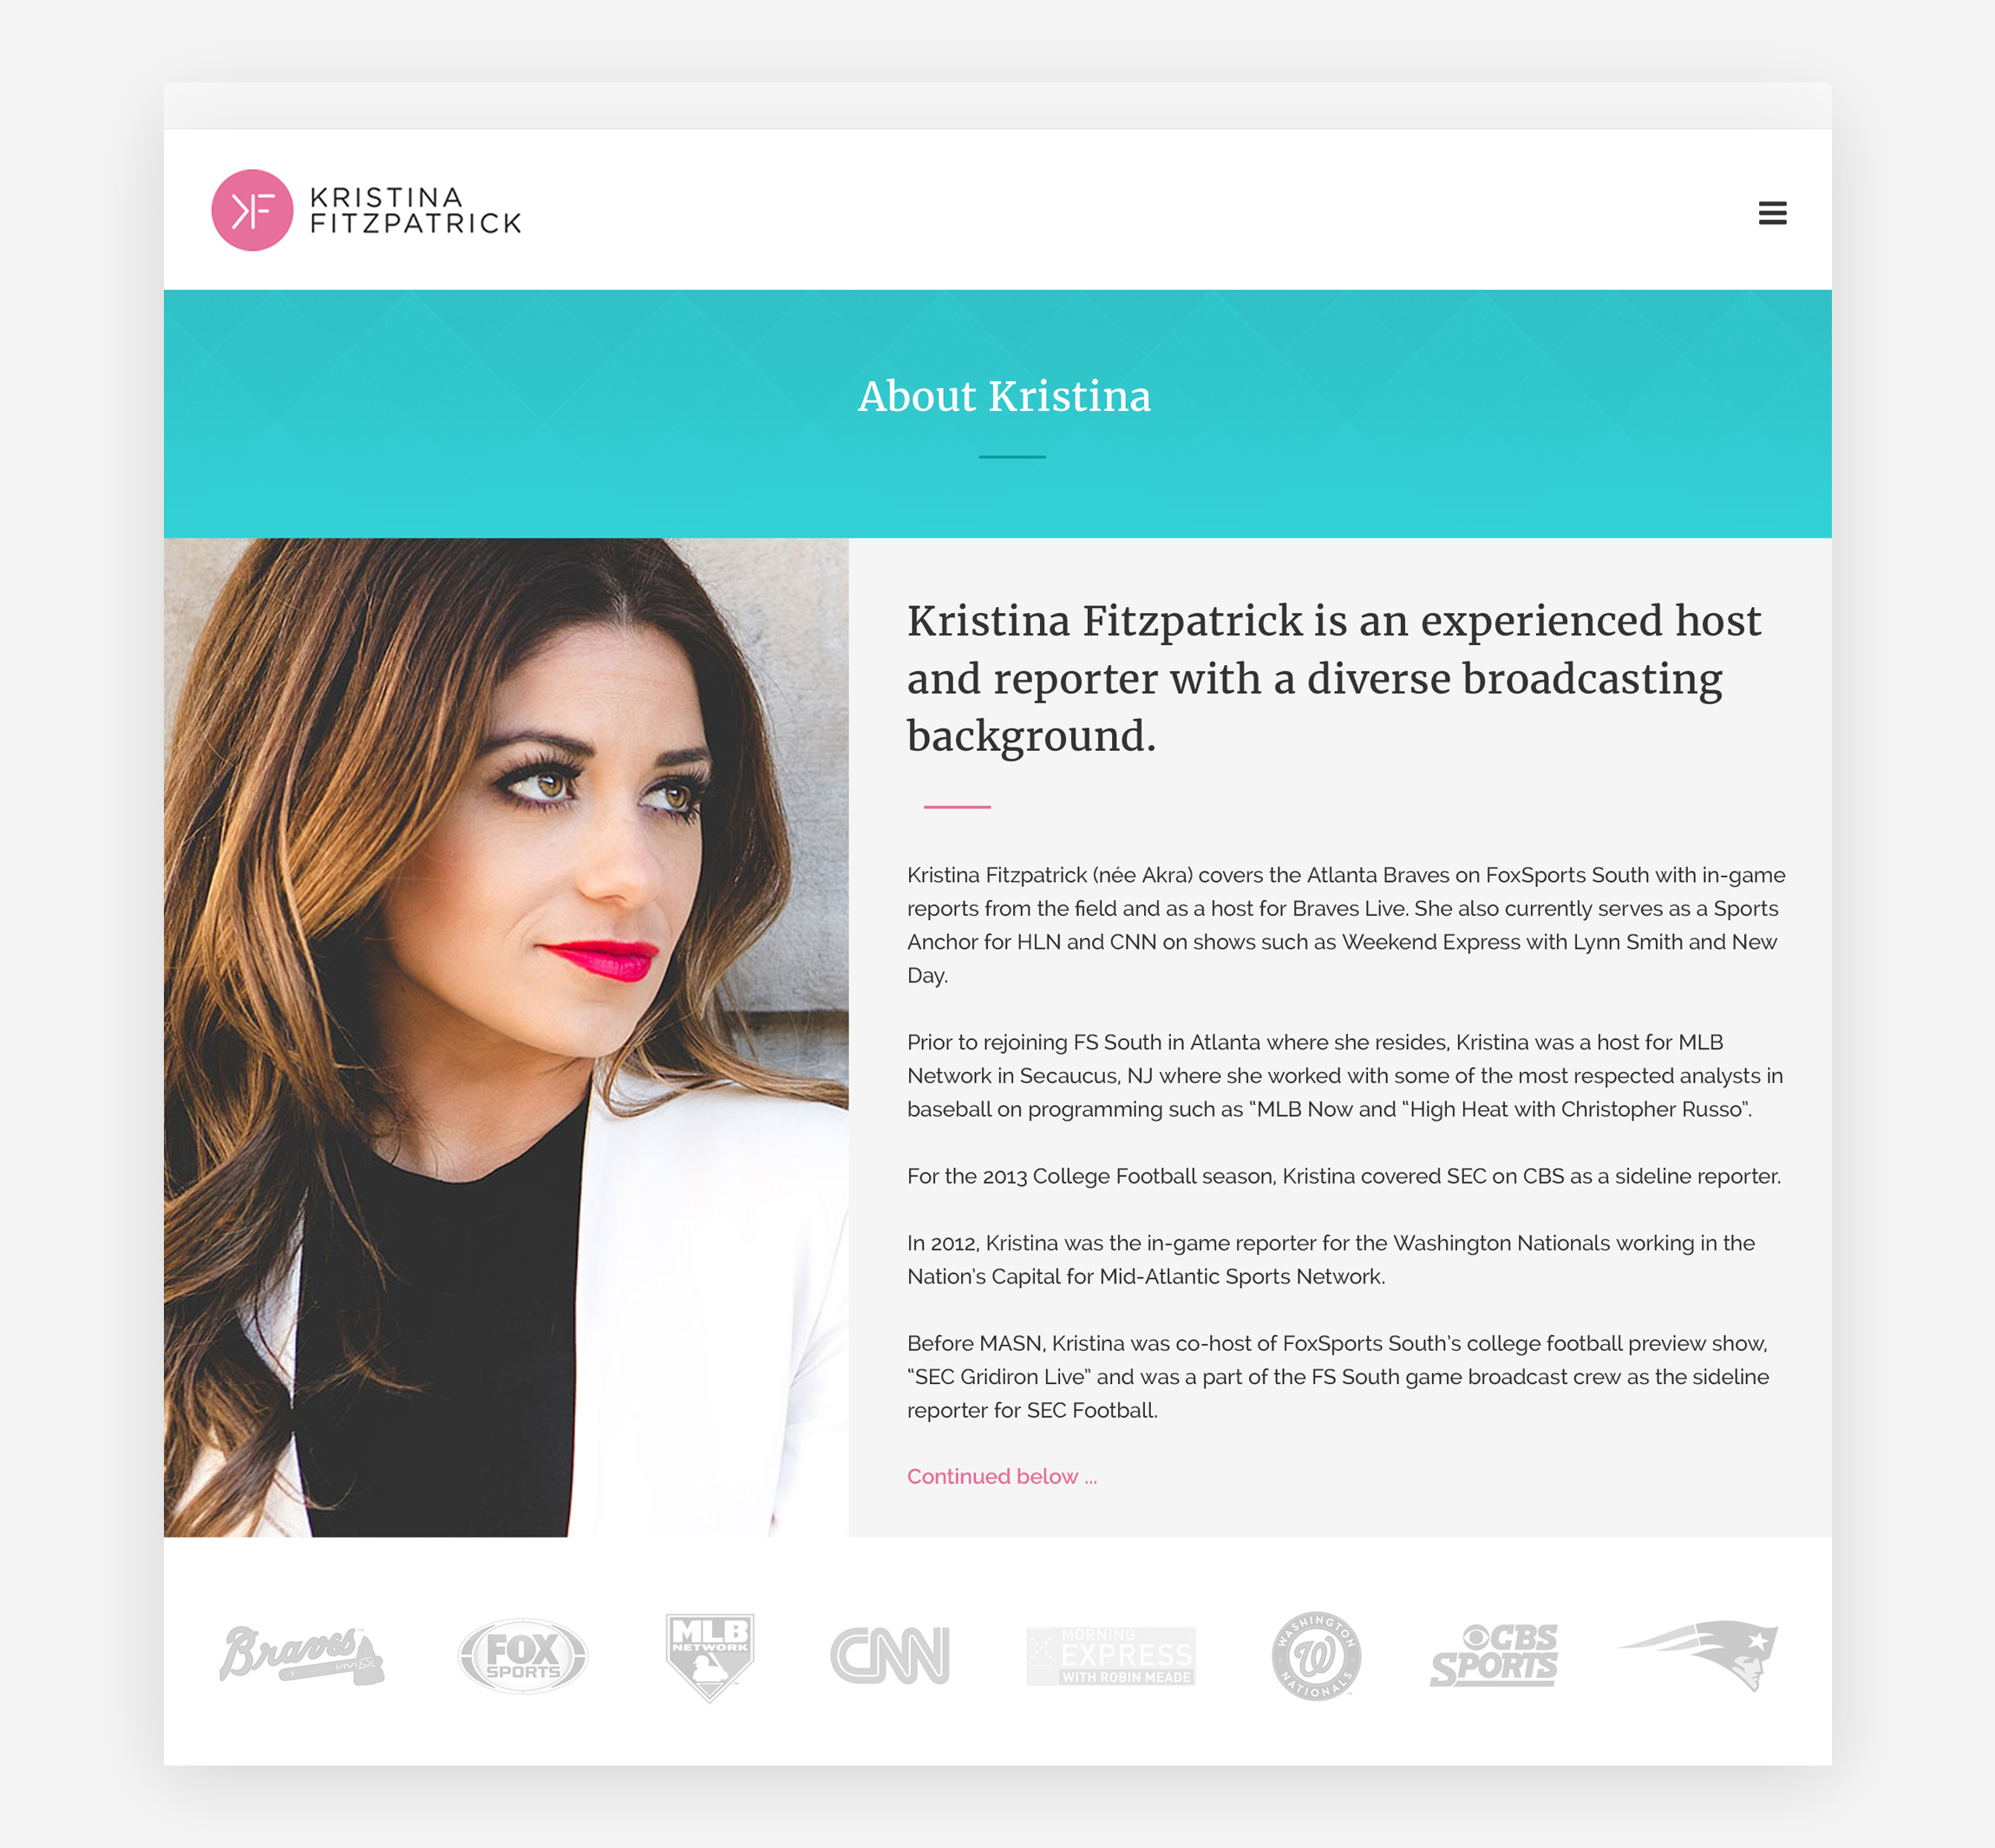 KF
KRISTINA
FITZPATRICK
About Kristina
Kristina Fitzpatrick is an experienced host
and reporter with a diverse broadcasting
background.
Kristina Fitzpatrick (née Akra) covers the Atlanta Braves on FoxSports South with in-game
reports from the field and as a host for Braves Live. She also currently serves as a Sports
Anchor for HLN and CNN on shows such as Weekend Express with Lynn Smith and New
Day.
Prior to rejoining FS South in Atlanta where she resides, Kristina was a host for MLB
Network in Secaucus, NJ where she worked with some of the most respected analysts in
baseball on programming such as “MLB Now and “High Heat with Christopher Russo”.
For the 2013 College Football season, Kristina covered SEC on CBS as a sideline reporter.
In 2012, Kristina was the in-game reporter for the Washington Nationals working in the
Nation’s Capital for Mid-Atlantic Sports Network.
Before MASN, Kristina was co-host of FoxSports South’s college football preview show,
“SEC Gridiron Live” and was a part of the FS South game broadcast crew as the sideline
reporter for SEC Football.
Continued below ...
Braves
FOX
SPORTS
MLB
NETWORK
CNN
MORNING
EXPRESS
WITH ROBIN MEADE
WASHINGTON
W
NATIONALS
CBS
SPORTS